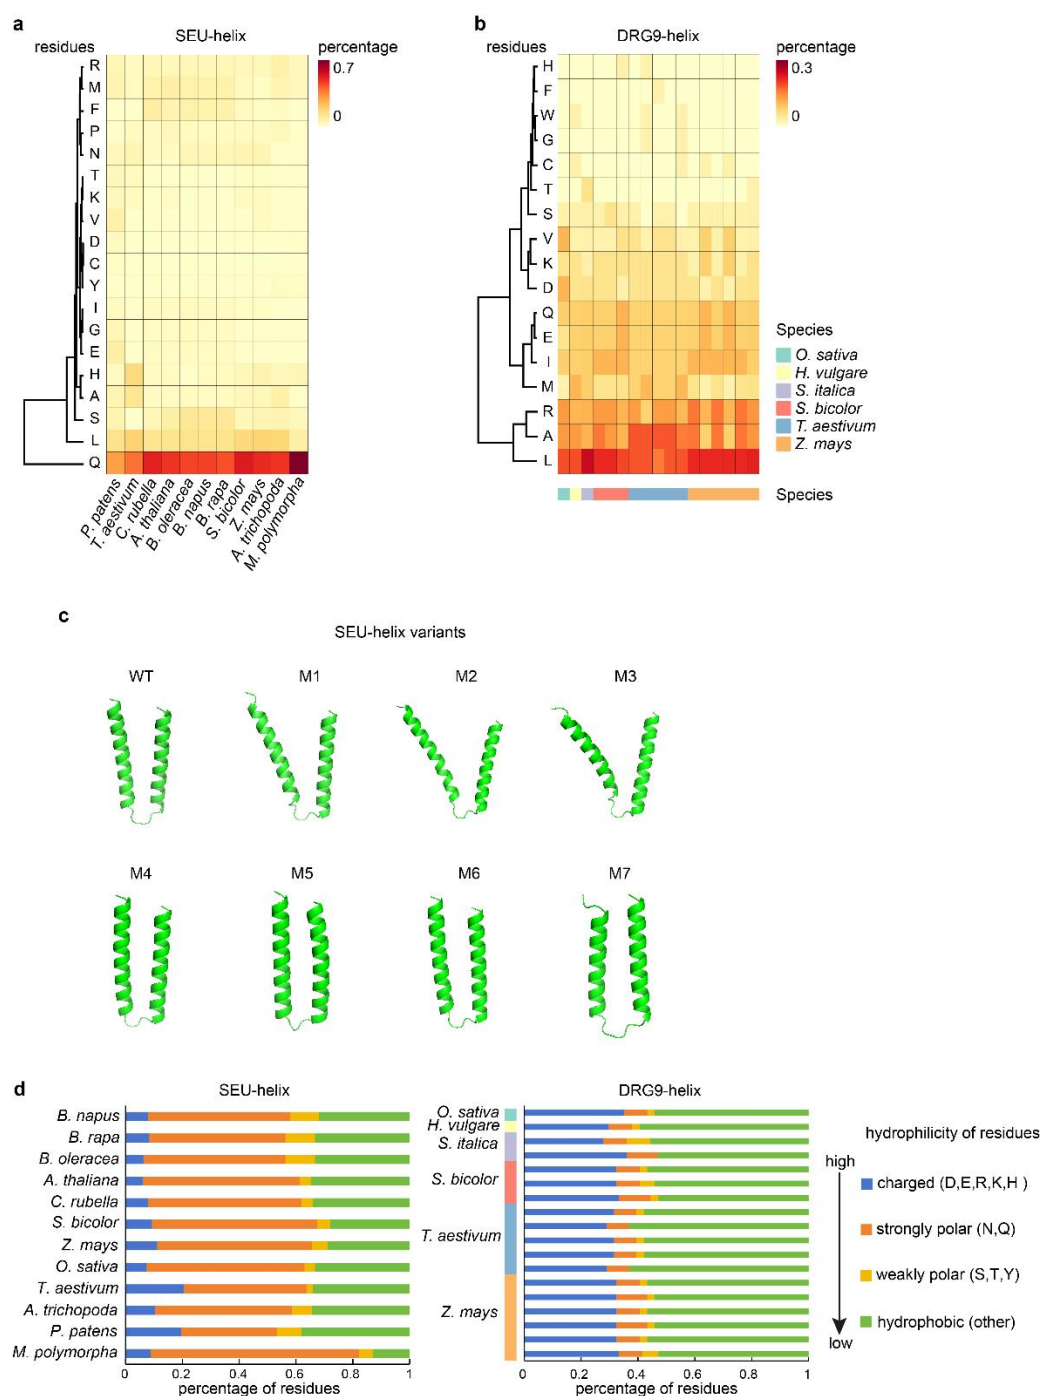 a
SEU-helix
residues
percentage
0.7
0
R
M
F
P
N
T
K
V
D
C
Y
I
G
E
H
A
S
L
Q
P. patens
T. aestivum
C. rubella
A. thaliana
B. oleracea
B. napus
B. rapa
S. bicolor
Z. mays
A. trichopoda
M. polymorpha
b
DRG9-helix
residues
percentage
0.3
0
H
F
W
G
C
T
S
V
K
D
Q
E
I
M
R
A
L
Species
O. sativa
H. vulgare
S. italica
S. bicolor
T. aestivum
Z. mays
Species
c
SEU-helix variants
WT M1 M2 M3
M4 M5 M6 M7
d
SEU-helix
B. napus
B. rapa
B. oleracea
A. thaliana
C. rubella
S. bicolor
Z. mays
O. sativa
T. aestivum
A. trichopoda
P. patens
M. polymorpha
0 0.2 0.4 0.6 0.8 1
percentage of residues
DRG9-helix
O. sativa
H. vulgare
S. italica
S. bicolor
T. aestivum
Z. mays
0 0.2 0.4 0.6 0.8 1
percentage of residues
hydrophilicity of residues
high
charged (D,E,R,K,H )
strongly polar (N,Q)
weakly polar (S,T,Y)
hydrophobic (other)
low